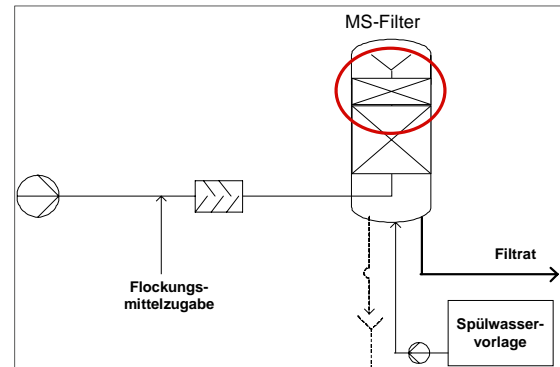 MS-Filter
Flockungs-
mittelzugabe
Filtrat
Spülwasser-
vorlage